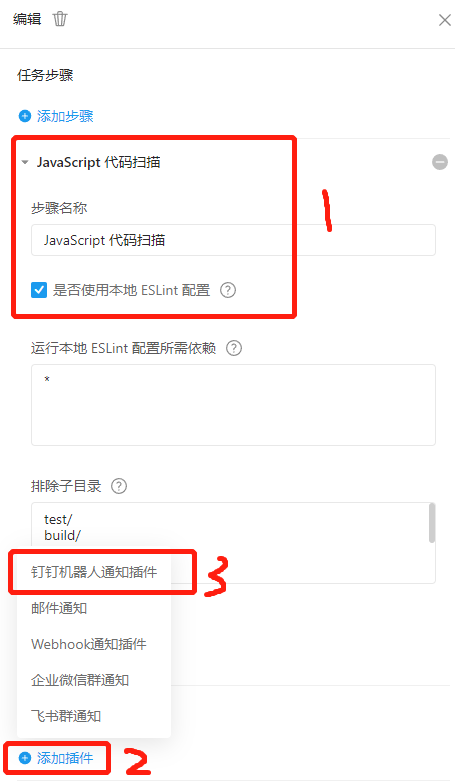 编辑
任务步骤
添加步骤
JavaScript 代码扫描
1
步骤名称
JavaScript 代码扫描
是否使用本地 ESLint 配置 ?
运行本地 ESLint 配置所需依赖 ?
*
排除子目录 ?
test/
build/
钉钉机器人通知插件
3
邮件通知
Webhook通知插件
企业微信群通知
飞书群通知
添加插件
2